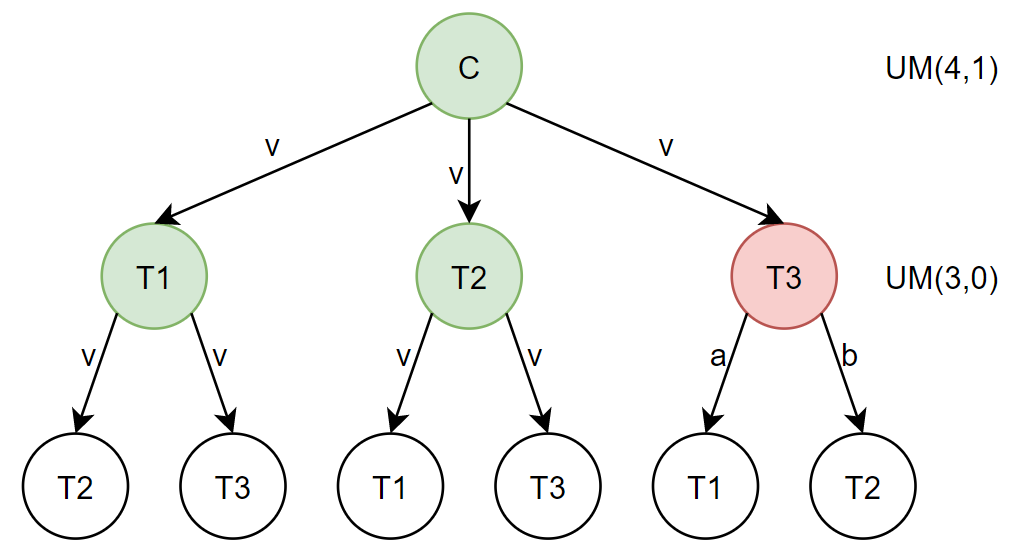 C
UM(4,1)
v
v
v
T1
T2
T3
UM(3,0)
v
v
v
v
a
b
T2
T3
T1
T3
T1
T2